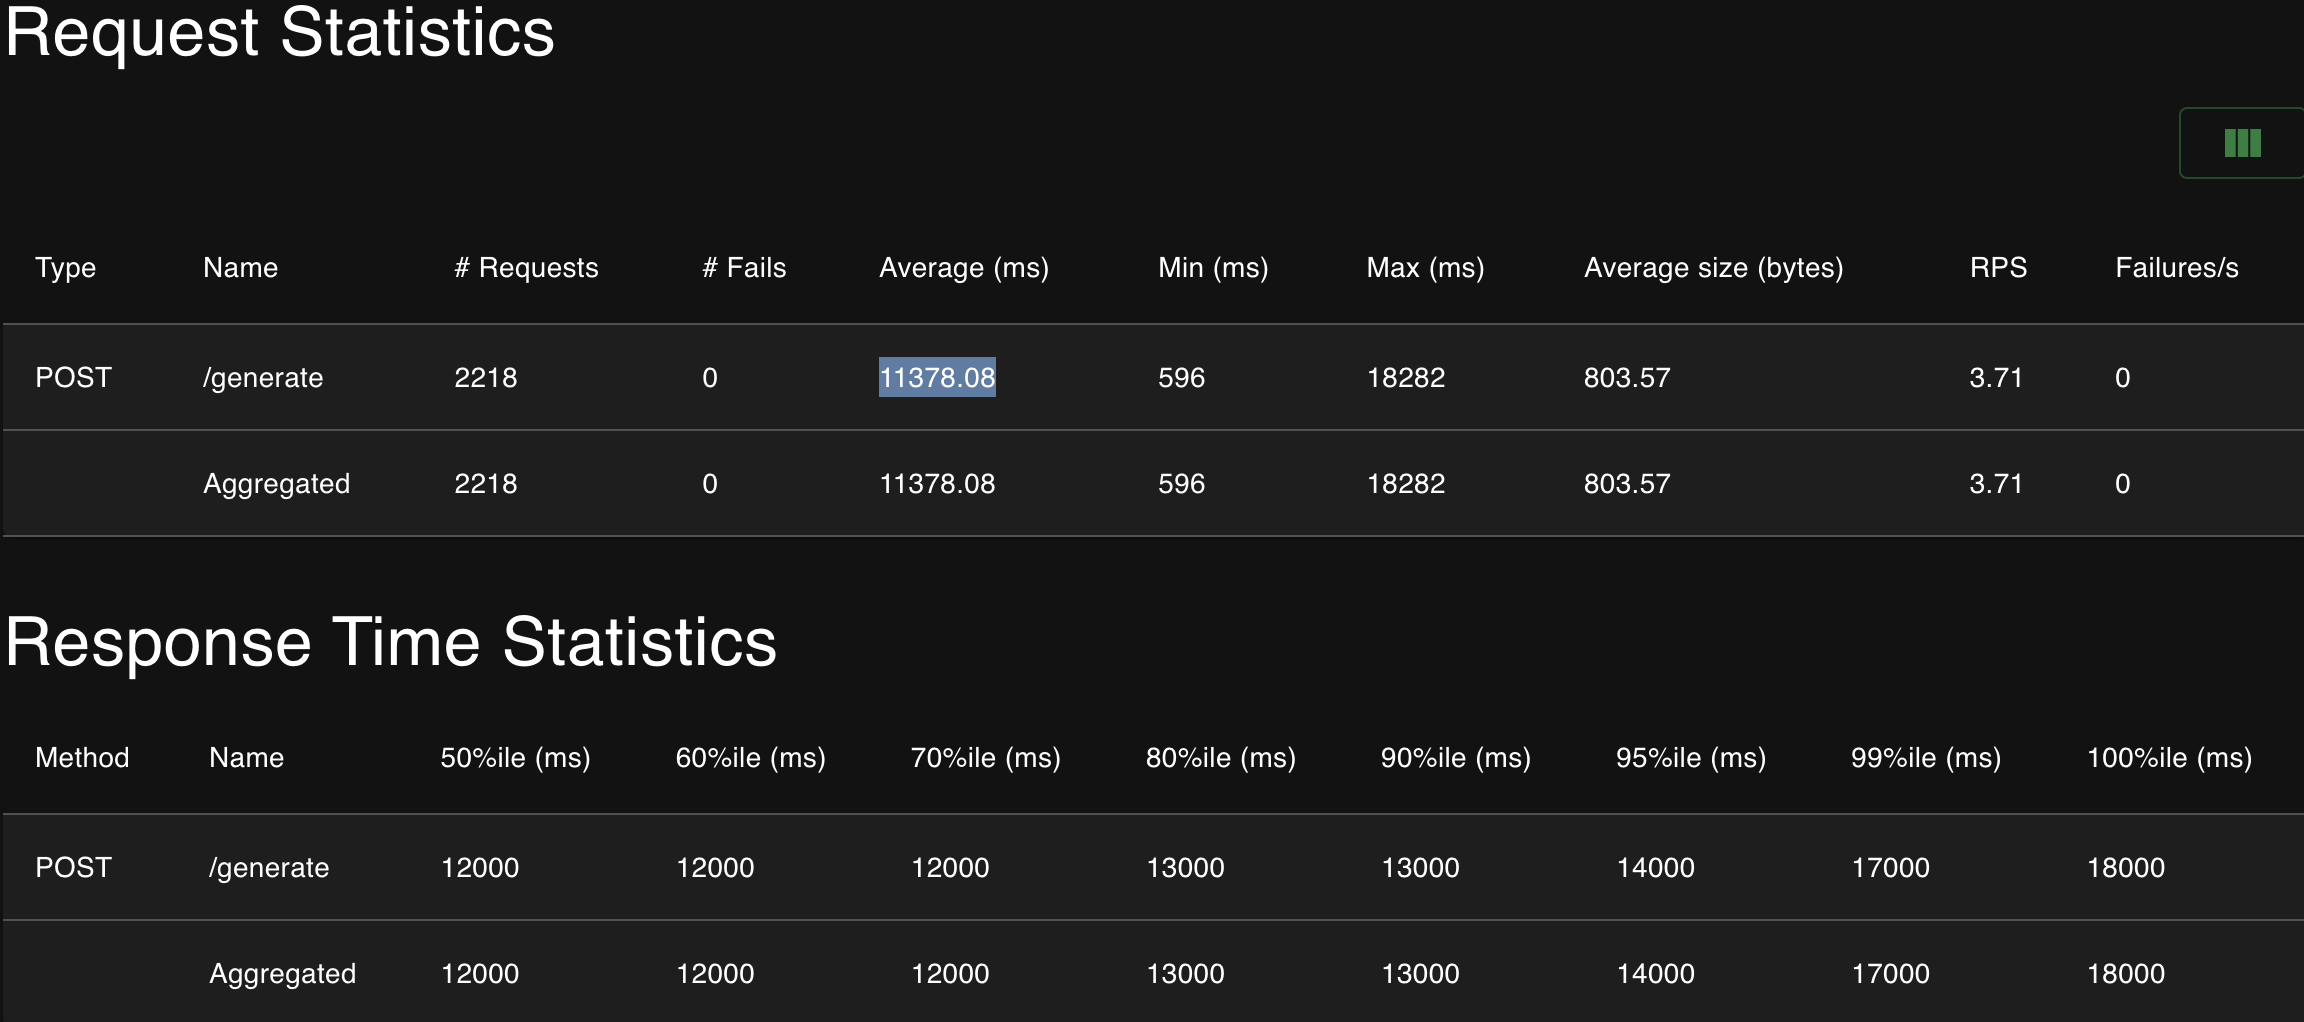 Request Statistics
Type Name # Requests # Fails Average (ms) Min (ms) Max (ms) Average size (bytes) RPS Failures/s
POST /generate 2218 0 11378.08 596 18282 803.57 3.71 0
Aggregated 2218 0 11378.08 596 18282 803.57 3.71 0
Response Time Statistics
Method Name 50%ile (ms) 60%ile (ms) 70%ile (ms) 80%ile (ms) 90%ile (ms) 95%ile (ms) 99%ile (ms) 100%ile (ms)
POST /generate 12000 12000 12000 13000 13000 14000 17000 18000
Aggregated 12000 12000 12000 13000 13000 14000 17000 18000